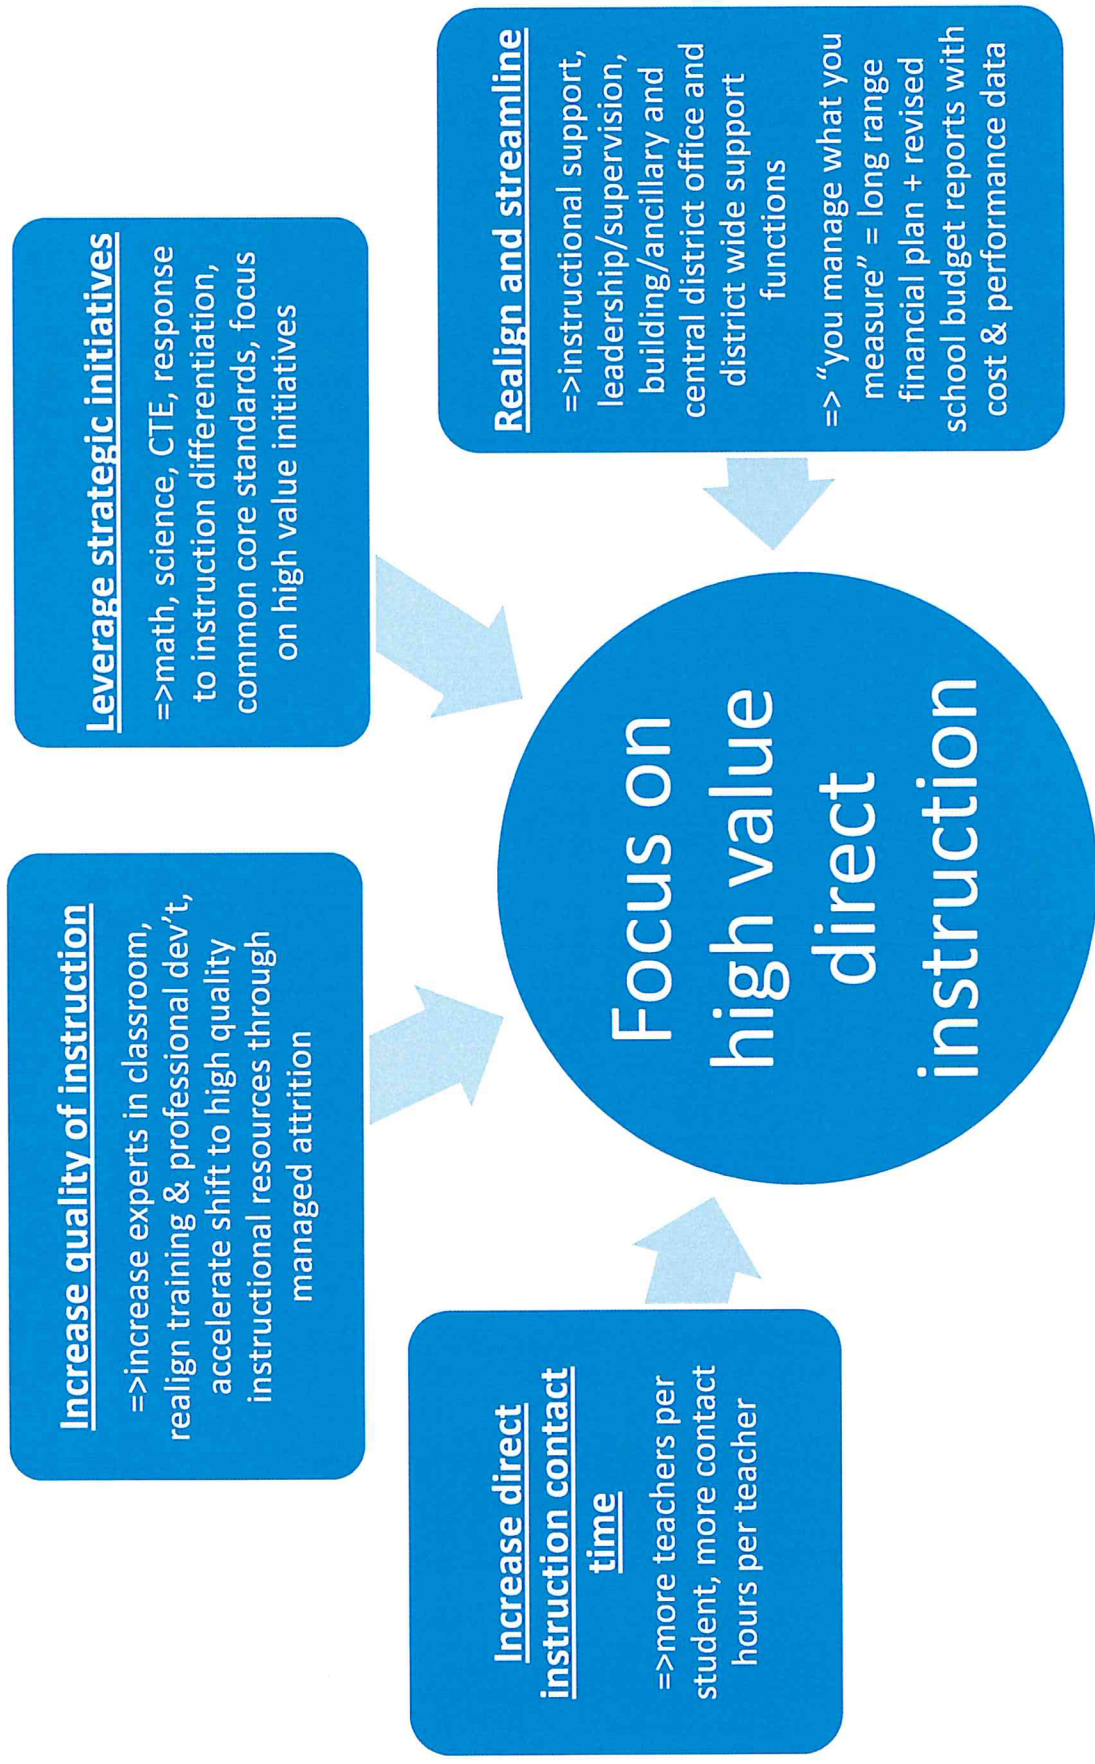 Increase direct
instruction contact
time
=>more teachers per
student, more contact
hours per teacher
Increase quality of instruction
=>increase experts in classroom,
realign training & professional dev't,
accelerate shift to high quality
instructional resources through
managed attrition
Leverage strategic initiatives
=>math, science, CTE, response
to instruction differentiation,
common core standards, focus
on high value initiatives
Realign and streamline
=>instructional support,
leadership/supervision,
building/ancillary and
central district office and
district wide support
functions
=> “you manage what you
measure” = long range
financial plan + revised
school budget reports with
cost & performance data
Focus on
high value
direct
instruction